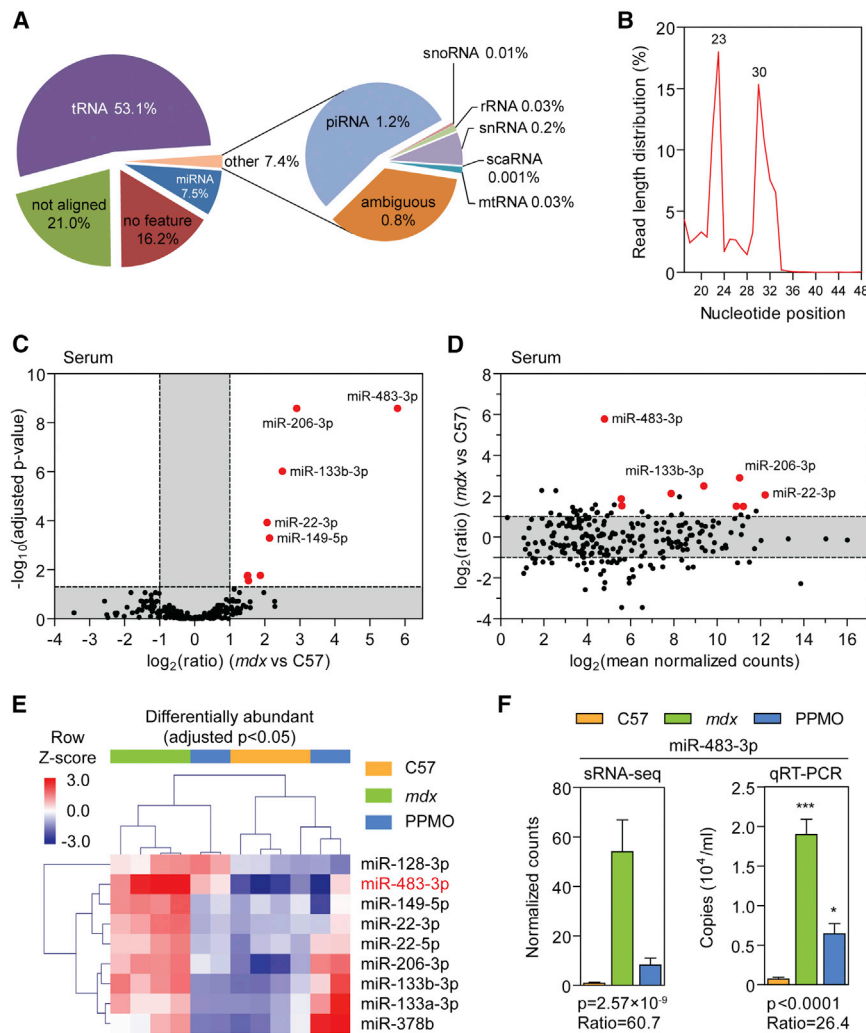 A
tRNA 53.1%
not aligned
21.0%
no feature
16.2%
miRNA
7.5%
other 7.4%
piRNA 1.2%
ambiguous
0.8%
snoRNA 0.01%
rRNA 0.03%
snRNA 0.2%
scaRNA
0.001%
mtRNA 0.03%
B
Read length distribution (%)
20
15
10
5
0
23
30
20 24 28 32 36 40 44 48
Nucleotide position
C
Serum
-log10(adjusted p-value)
10
8
6
4
2
0
miR-483-3p
miR-206-3p
miR-133b-3p
miR-22-3p
miR-149-5p
-4 -3 -2 -1 0 1 2 3 4 5 6
log2(ratio) (mdx vs C57)
D
Serum
log2(ratio) (mdx vs C57)
8
6
4
2
0
-2
-4
miR-483-3p
miR-133b-3p
miR-206-3p
miR-22-3p
0 2 4 6 8 10 12 14 16
log2(mean normalized counts)
E
Differentially abundant
(adjusted p<0.05)
Row
Z-score
3.0
0.0
-3.0
C57
mdx
PPMO
miR-128-3p
miR-483-3p
miR-149-5p
miR-22-3p
miR-22-5p
miR-206-3p
miR-133b-3p
miR-133a-3p
miR-378b
F
C57 mdx PPMO
miR-483-3p
sRNA-seq
Normalized counts
80
60
40
20
0
p=2.57×10-9
Ratio=60.7
qRT-PCR
Copies (104/ml)
2.5
2.0
1.5
1.0
0.5
0
***
*
p<0.0001
Ratio=26.4